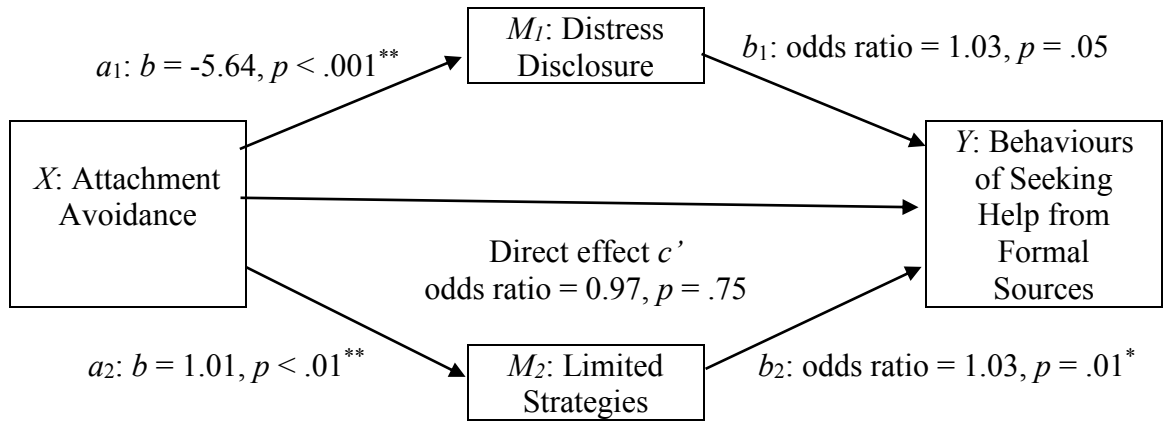 M1: Distress
Disclosure
a1: b = -5.64, p < .001**
b1: odds ratio = 1.03, p = .05
X: Attachment
Avoidance
Y: Behaviours
of Seeking
Help from
Formal
Sources
Direct effect c’
odds ratio = 0.97, p = .75
a2: b = 1.01, p < .01**
M2: Limited
Strategies
b2: odds ratio = 1.03, p = .01*